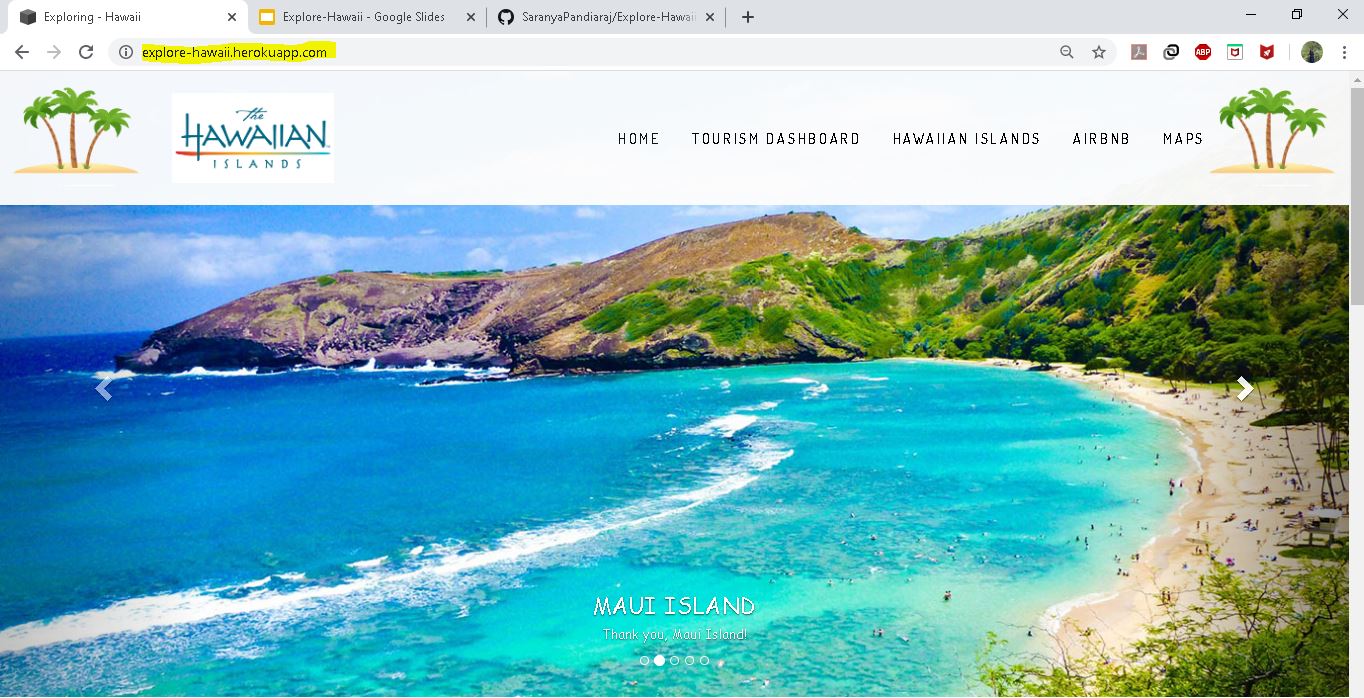 Exploring - Hawaii
Explore-Hawaii - Google Slides
SaranyaPandiaraj/Explore-Hawaii
explore-hawaii.herokuapp.com
ABP
The
HAWAIIAN
ISLANDS
HOME TOURISM DASHBOARD HAWAIIAN ISLANDS AIRBNB MAPS
MAUI ISLAND
Thank you, Maui Island!